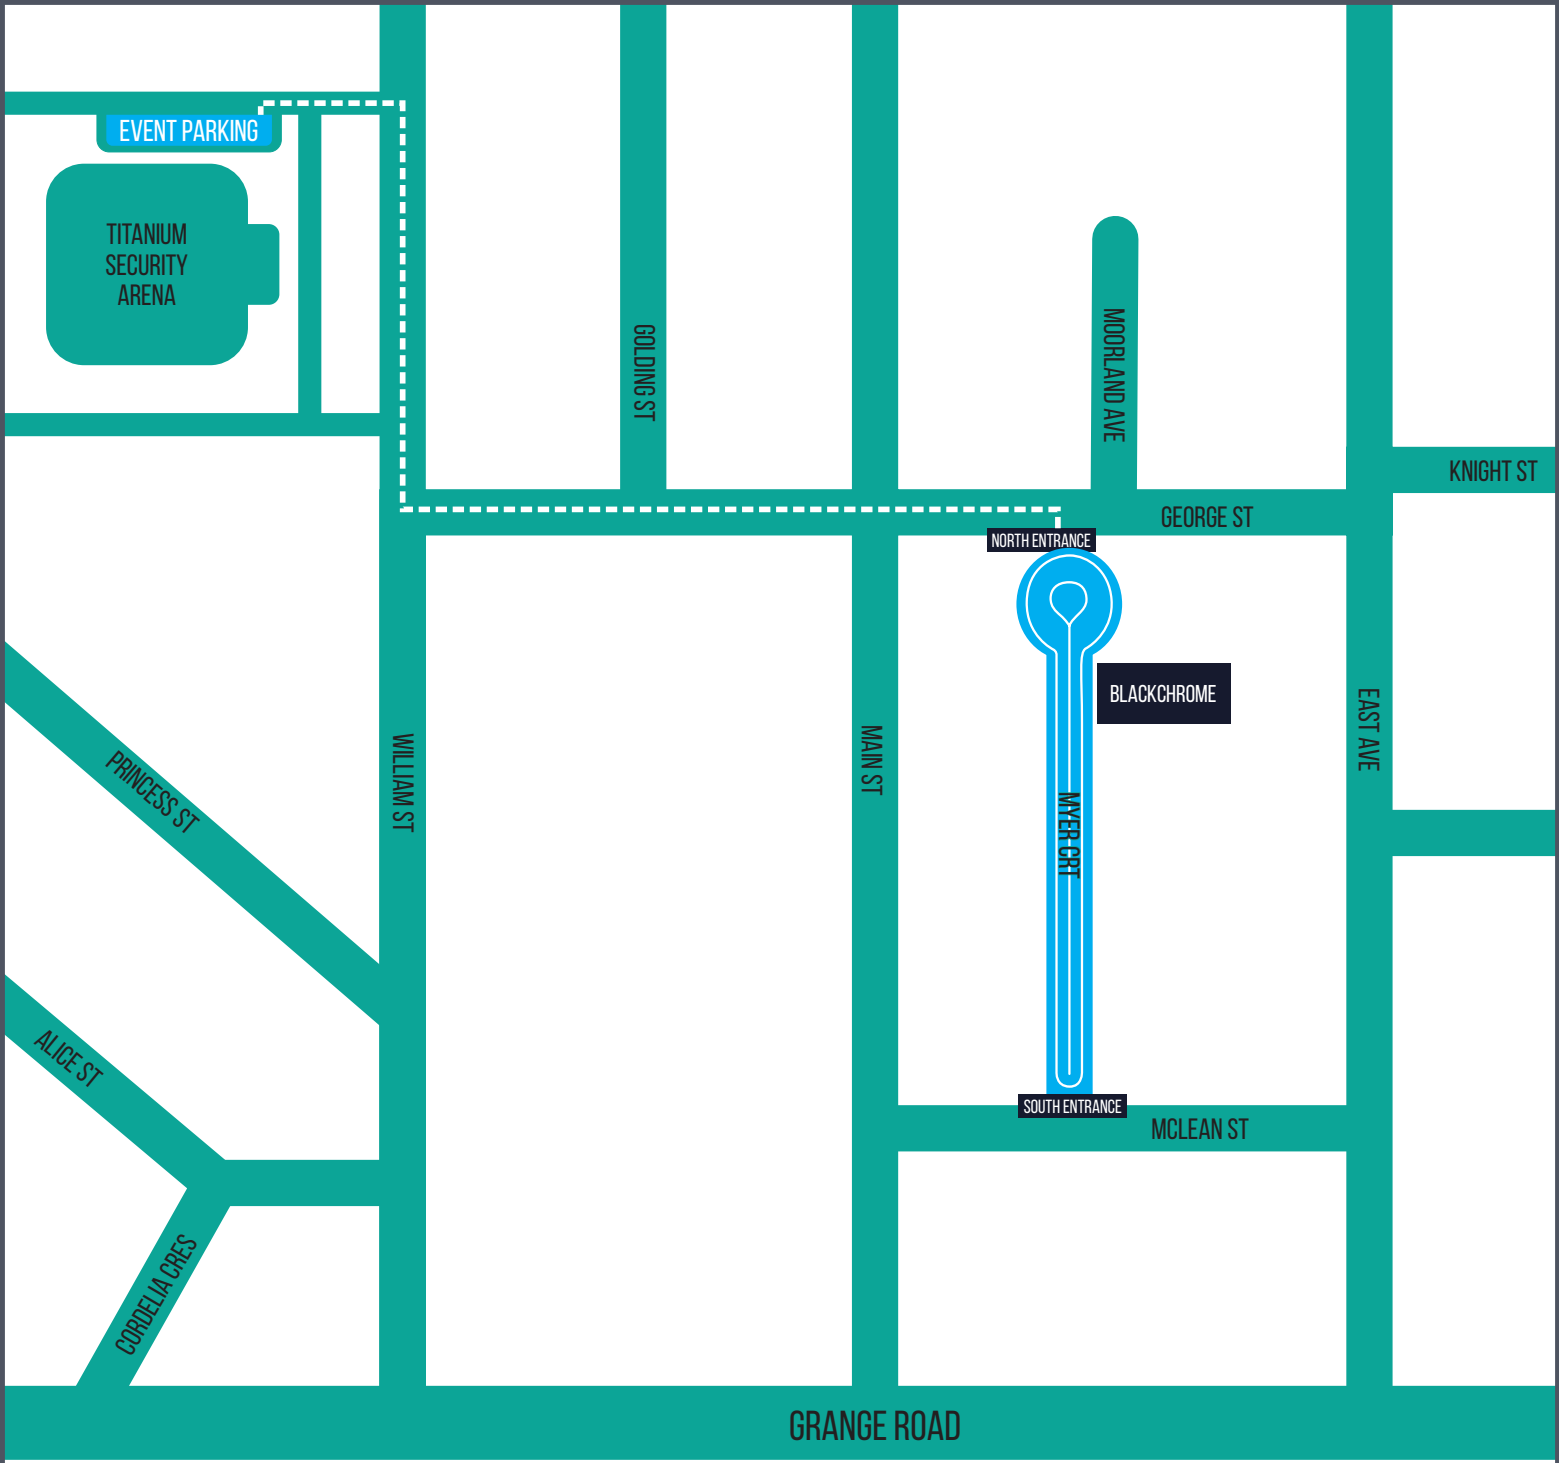 EVENT PARKING
TITANIUM
SECURITY
ARENA
GOLDING ST
MOORLAND AVE
KNIGHT ST
GEORGE ST
NORTH ENTRANCE
BLACKCHROME
EAST AVE
MAIN ST
WILLIAM ST
PRINCESS ST
MYER CRT
ALICE ST
SOUTH ENTRANCE
MCLEAN ST
CORDELIA CRES
GRANGE ROAD